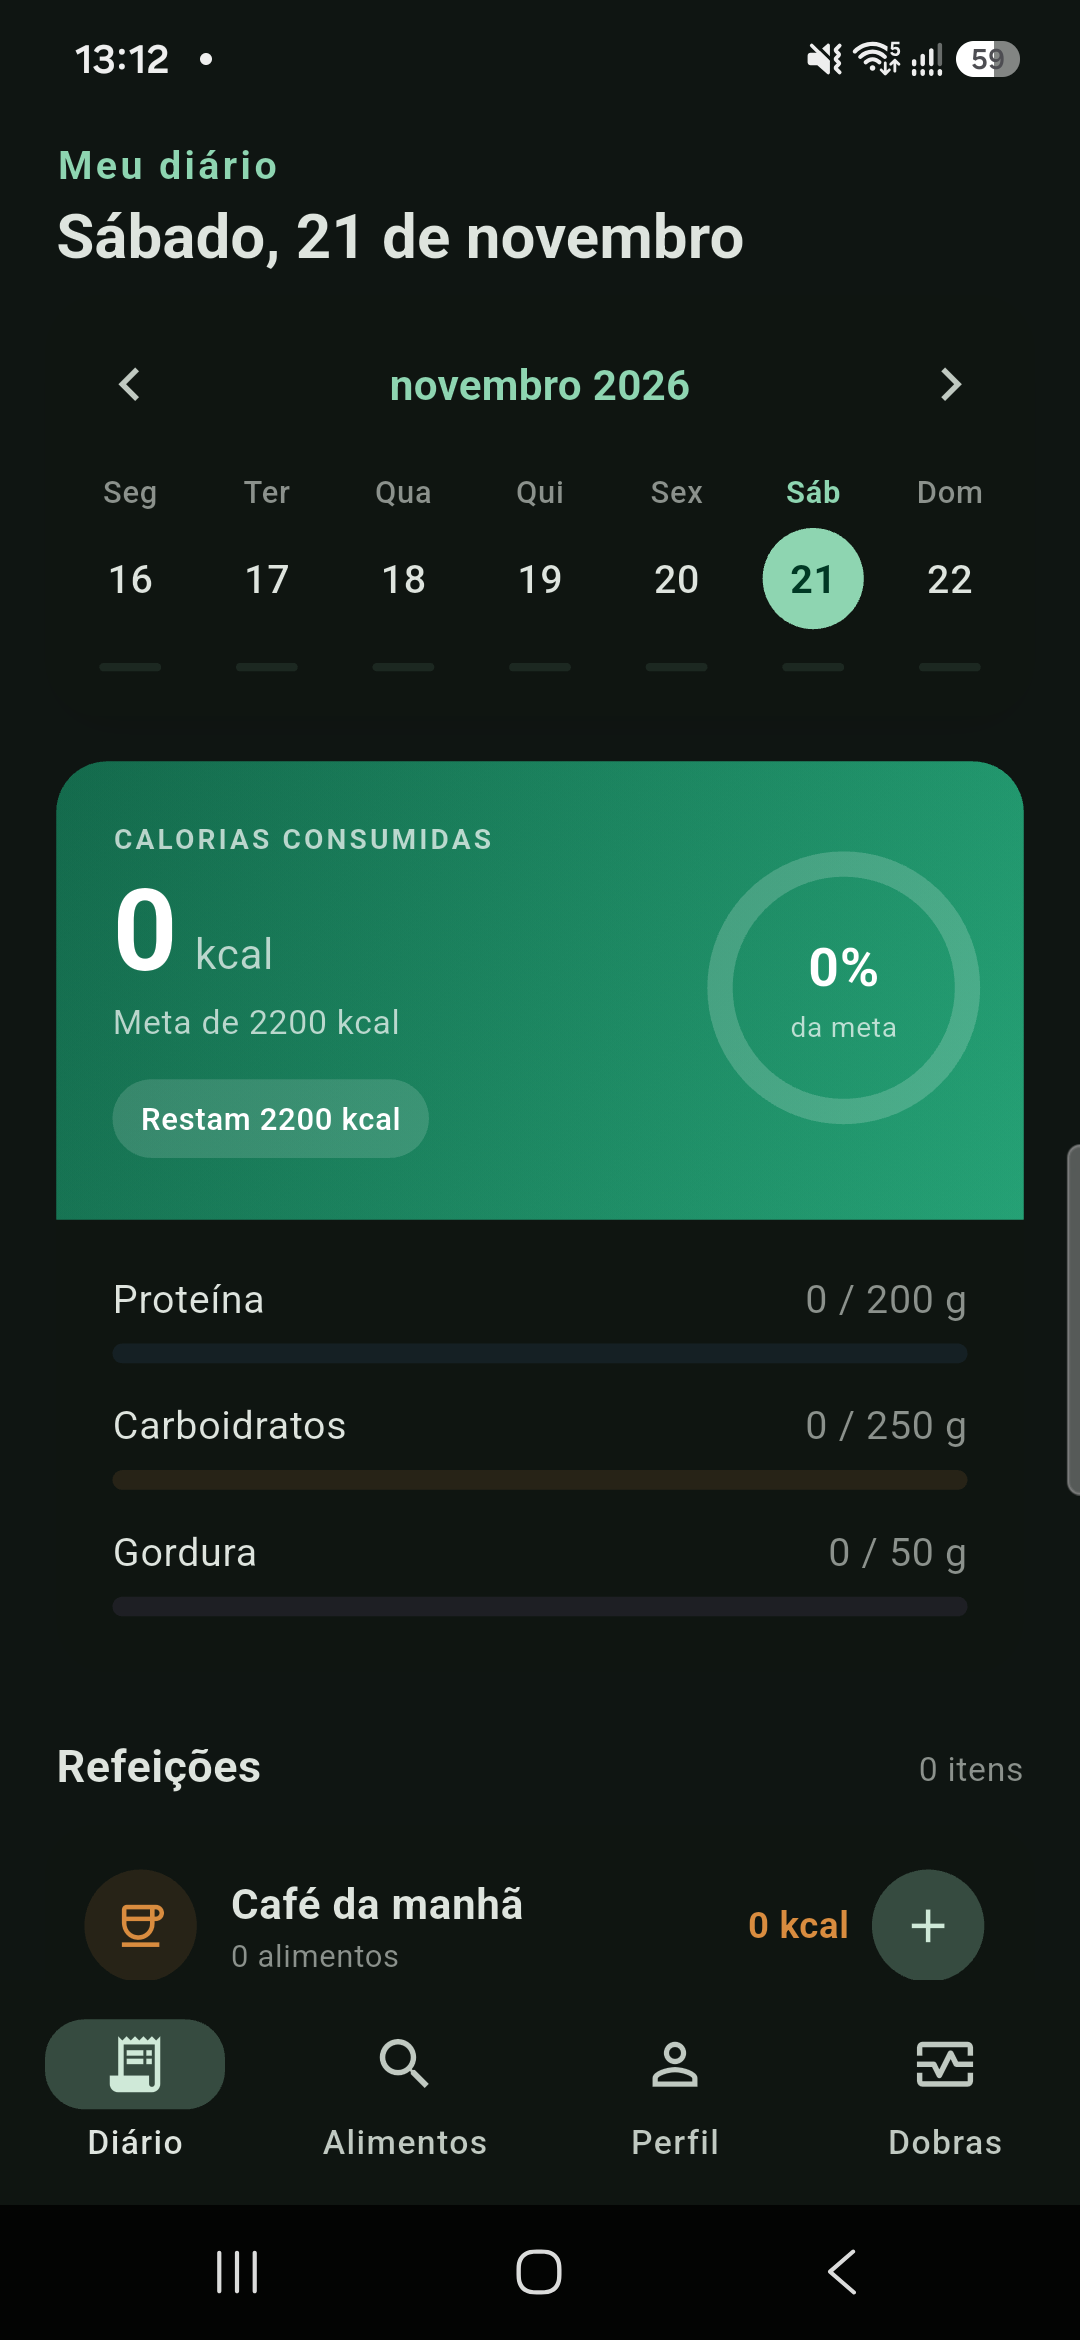 13:12
5
59
Meu diário
Sábado, 21 de novembro
novembro 2026
Seg Ter Qua Qui Sex Sáb Dom
16 17 18 19 20 21 22
CALORIAS CONSUMIDAS
0 kcal
Meta de 2200 kcal
Restam 2200 kcal
0%
da meta
Proteína 0 / 200 g
Carboidratos 0 / 250 g
Gordura 0 / 50 g
Refeições 0 itens
Café da manhã
0 alimentos
0 kcal
Diário Alimentos Perfil Dobras